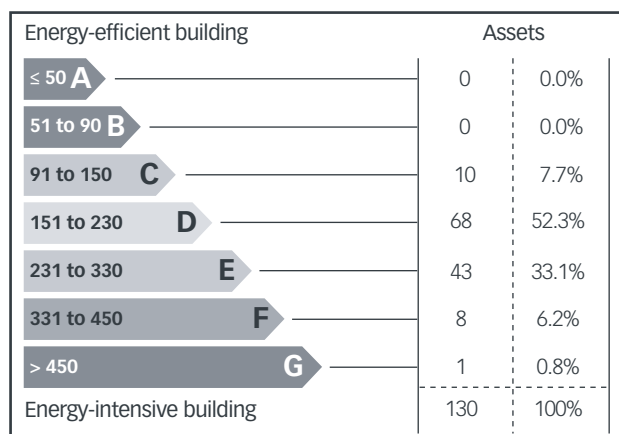 Energy-efficient building Assets
≤ 50 A 0 0.0%
51 to 90 B 0 0.0%
91 to 150 C 10 7.7%
151 to 230 D 68 52.3%
231 to 330 E 43 33.1%
331 to 450 F 8 6.2%
> 450 G 1 0.8%
Energy-intensive building 130 100%